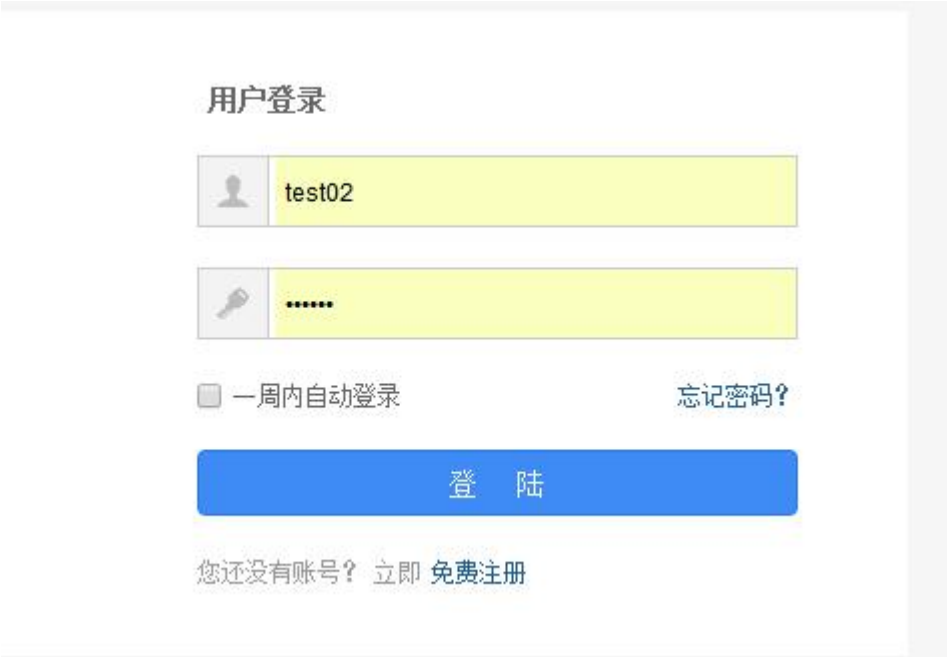 用户登录
test02
••••••
一周内自动登录 忘记密码?
登 陆
您还没有账号? 立即 免费注册